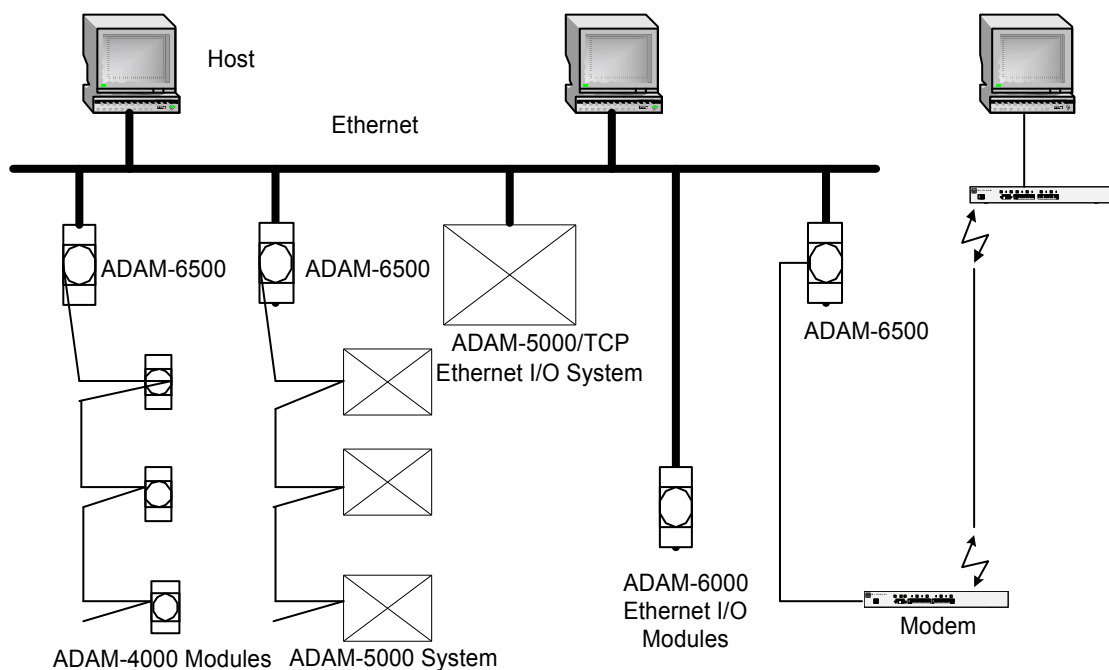 Host
Ethernet
ADAM-6500
ADAM-6500
ADAM-5000/TCP
Ethernet I/O System
ADAM-6500
ADAM-6000
Ethernet I/O
Modules
Modem
ADAM-4000 Modules
ADAM-5000 System